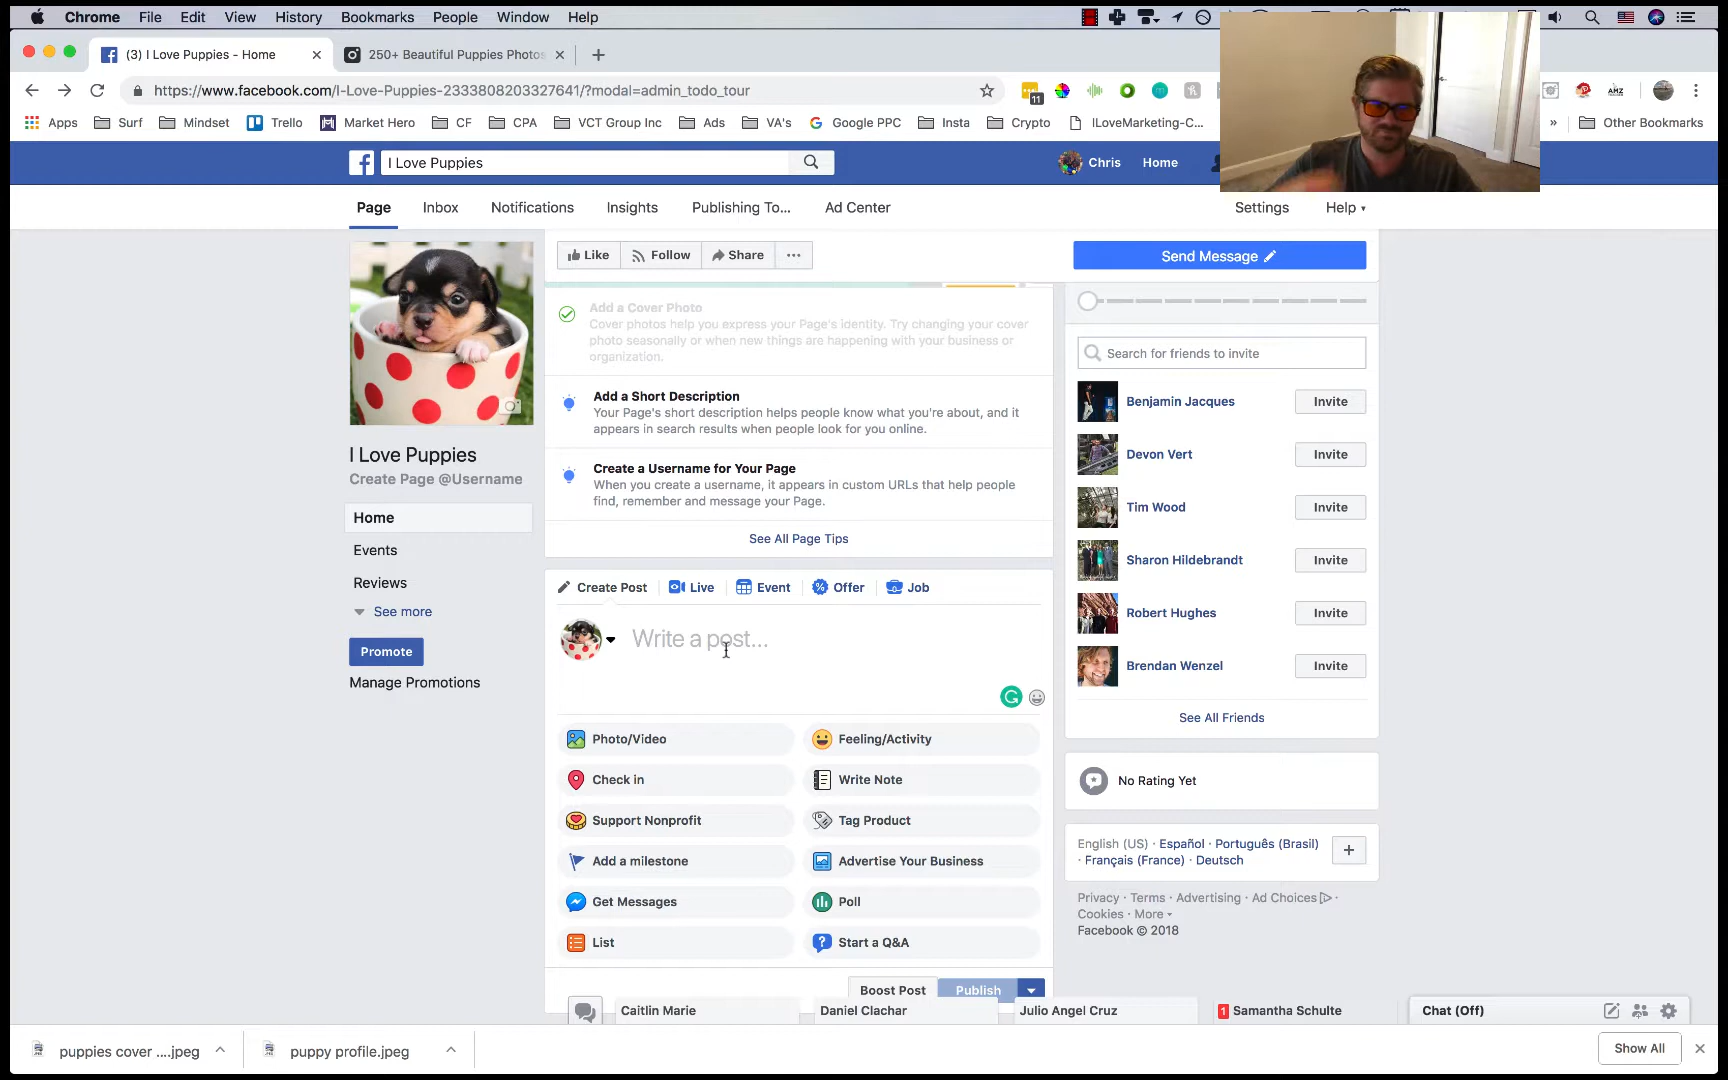 Chrome File Edit View History Bookmarks People Window Help
(3) I Love Puppies - Home
250+ Beautiful Puppies Photos
https://www.facebook.com/I-Love-Puppies-2333808203327641/?modal=admin_todo_tour
11
AMZ
Apps Surf Mindset Trello Market Hero CF CPA VCT Group Inc Ads VA's Google PPC Insta Crypto ILoveMarketing-C... » Other Bookmarks
I Love Puppies
Chris Home
Page Inbox Notifications Insights Publishing To... Ad Center Settings Help
Like Follow Share ...
Send Message
Add a Cover Photo
Cover photos help you express your Page's identity. Try changing your cover
photo seasonally or when new things are happening with your business or
organization.
Add a Short Description
Your Page's short description helps people know what you're about, and it
appears in search results when people look for you online.
Create a Username for Your Page
When you create a username, it appears in custom URLs that help people
find, remember and message your Page.
See All Page Tips
I Love Puppies
Create Page @Username
Home
Events
Reviews
See more
Promote
Manage Promotions
Create Post Live Event Offer Job
Write a post...
Photo/Video Feeling/Activity
Check in Write Note
Support Nonprofit Tag Product
Add a milestone Advertise Your Business
Get Messages Poll
List Start a Q&A
Boost Post Publish
Search for friends to invite
Benjamin Jacques Invite
Devon Vert Invite
Tim Wood Invite
Sharon Hildebrandt Invite
Robert Hughes Invite
Brendan Wenzel Invite
See All Friends
No Rating Yet
English (US) · Español · Português (Brasil)
· Français (France) · Deutsch
Privacy · Terms · Advertising · Ad Choices ·
Cookies · More
Facebook © 2018
Caitlin Marie Daniel Clachar Julio Angel Cruz 1 Samantha Schulte Chat (Off)
puppies cover ....jpeg puppy profile.jpeg Show All